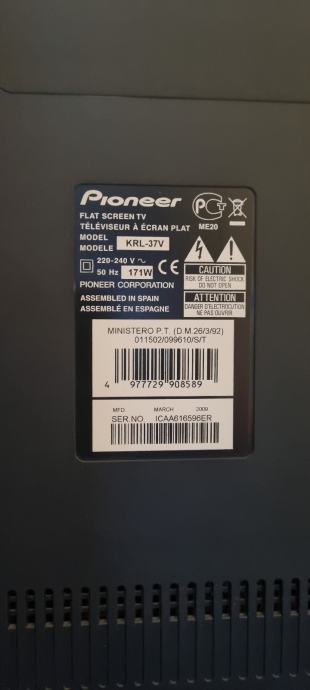 Pioneer
FLAT SCREEN TV
TÉLÉVISEUR À ÉCRAN PLAT
ME20
MODEL
MODELE
KRL-37V
220-240 V ~
50 Hz
171W
CE
PIONEER CORPORATION
ASSEMBLED IN SPAIN
ASSEMBLÉ EN ESPAGNE
CAUTION
RISK OF ELECTRIC SHOCK
DO NOT OPEN
ATTENTION
DANGER D'ELECTROCUTION
NE PAS OUVRIR
MINISTERO P.T. (D.M.26/3/92)
011502/099610/S/T
4 977729 908589
MFD. MARCH 2009
SER.NO. ICAA616596ER